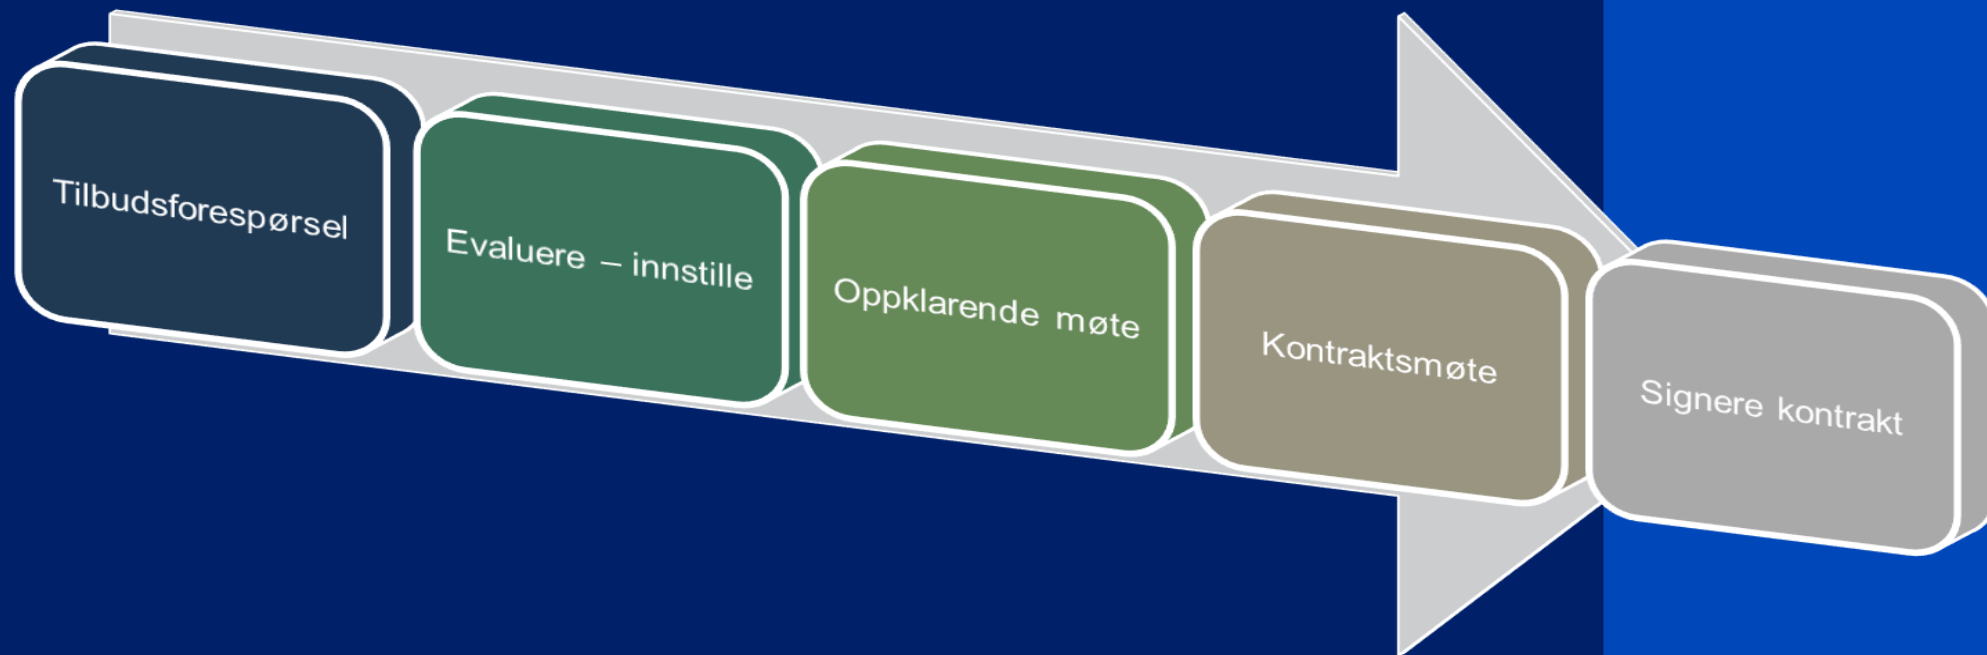 Tilbudsforespørsel
Evaluere – innstille
Oppklarende møte
Kontraktsmøte
Signere kontrakt